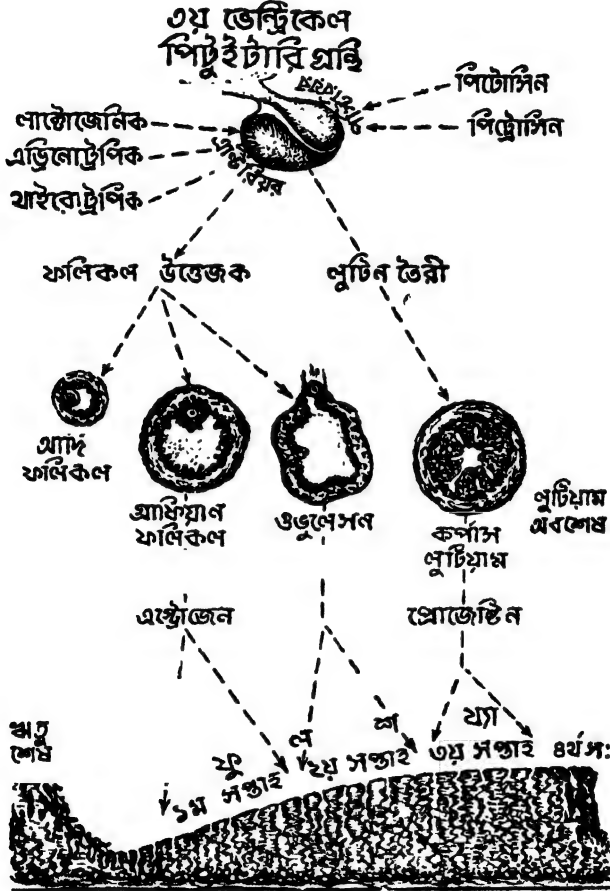 ৩য় ভেন্ট্রিকেল
পিটুইটারি গ্রন্থি
পিটোসিন
লাক্টোজেনিক
পিট্রোসিন
এড্রিনোট্রপিক
থাইরোট্রপিক
ফলিকল উত্তেজক
লুটিন তৈরী
আদি
ফলিকল
গ্রাফিয়ান
ফলিকল
ওভুলেসন
কর্পাস
লুটিয়াম
লুটিয়াম
অবশেষ
এস্ট্রোজেন
প্রোজেষ্টিন
ঋতু
শেষ
ফু ল শ য্যা
১ম সপ্তাহ ২য় সপ্তাহ ৩য় সপ্তাহ ৪র্থ স: